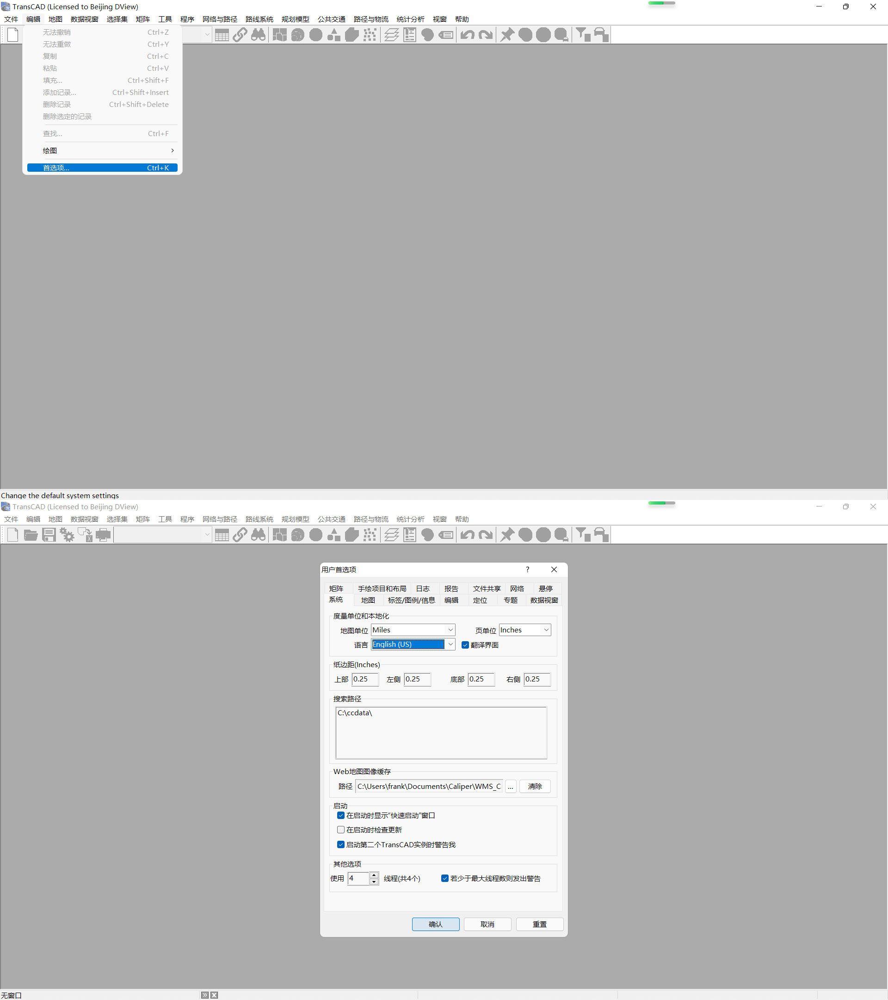 TransCAD (Licensed to Beijing DView)
文件 编辑 地图 数据视窗 选择集 矩阵 工具 程序 网络与路径 路线系统 规划模型 公共交通 路径与物流 统计分析 视窗 帮助
无法撤销 Ctrl+Z
无法重做 Ctrl+Y
复制 Ctrl+C
粘贴 Ctrl+V
填充... Ctrl+Shift+F
添加记录... Ctrl+Shift+Insert
删除记录 Ctrl+Shift+Delete
删除选定的记录
查找... Ctrl+F
绘图
首选项... Ctrl+K
Change the default system settings
TransCAD (Licensed to Beijing DView)
文件 编辑 地图 数据视窗 选择集 矩阵 工具 程序 网络与路径 路线系统 规划模型 公共交通 路径与物流 统计分析 视窗 帮助
用户首选项 ?
矩阵 手绘项目和布局 日志 报告 文件共享 网络 悬停
系统 地图 标签/图例/信息 编辑 定位 专题 数据视窗
度量单位和本地化
地图单位 Miles 页单位 Inches
语言 English (US) 翻译界面
纸边距(Inches)
上部 0.25 左侧 0.25 底部 0.25 右侧 0.25
搜索路径
C:\ccdata\
Web地图图像缓存
路径 C:\Users\frank\Documents\Caliper\WMS_C ... 清除
启动
在启动时显示“快速启动”窗口
在启动时检查更新
启动第二个TransCAD实例时警告我
其他选项
使用 4 线程(共4个) 若少于最大线程数则发出警告
确认 取消 重置
无窗口